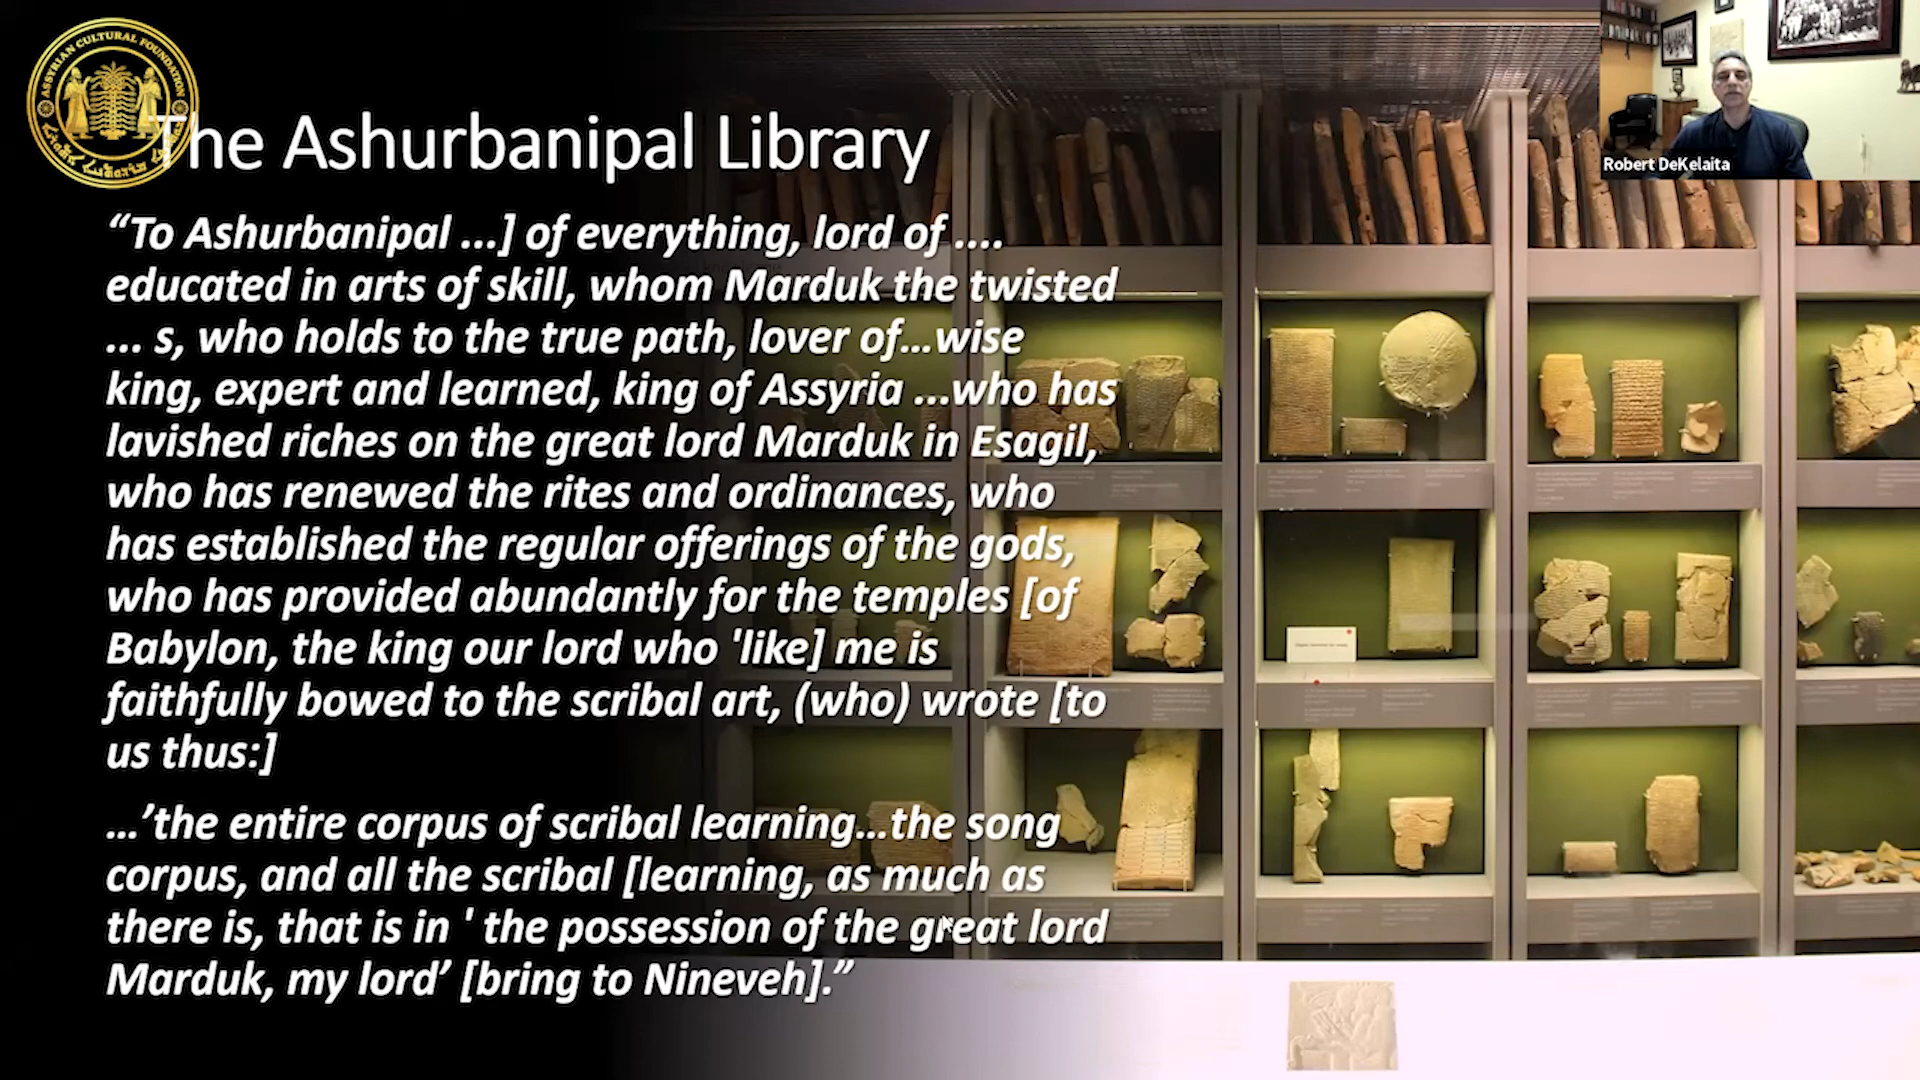 ASSYRIAN CULTURAL FOUNDATION
The Ashurbanipal Library
Robert DeKelaita
“To Ashurbanipal ...] of everything, lord of ....
educated in arts of skill, whom Marduk the twisted
... s, who holds to the true path, lover of...wise
king, expert and learned, king of Assyria ...who has
lavished riches on the great lord Marduk in Esagil,
who has renewed the rites and ordinances, who
has established the regular offerings of the gods,
who has provided abundantly for the temples [of
Babylon, the king our lord who 'like] me is
faithfully bowed to the scribal art, (who) wrote [to
us thus:]
...’the entire corpus of scribal learning...the song
corpus, and all the scribal [learning, as much as
there is, that is in ' the possession of the great lord
Marduk, my lord’ [bring to Nineveh].”